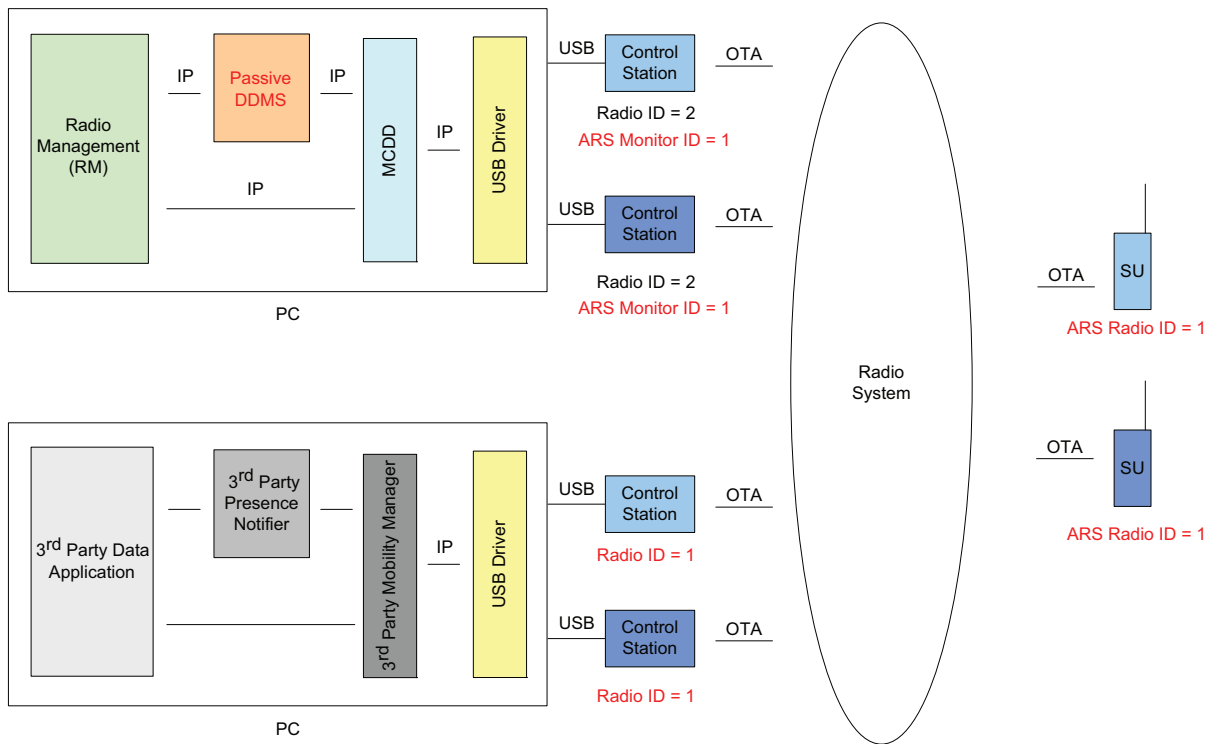 USB
Control
Station
OTA
IP
Passive
DDMS
IP
Radio ID = 2
ARS Monitor ID = 1
Radio
Management
(RM)
MCDD
IP
USB Driver
IP
USB
Control
Station
OTA
Radio ID = 2
ARS Monitor ID = 1
PC
OTA
SU
ARS Radio ID = 1
Radio
System
OTA
SU
ARS Radio ID = 1
3rd Party
Presence
Notifier
3rd Party Data
Application
3rd Party Mobility Manager
IP
USB Driver
USB
Control
Station
OTA
Radio ID = 1
USB
Control
Station
OTA
Radio ID = 1
PC